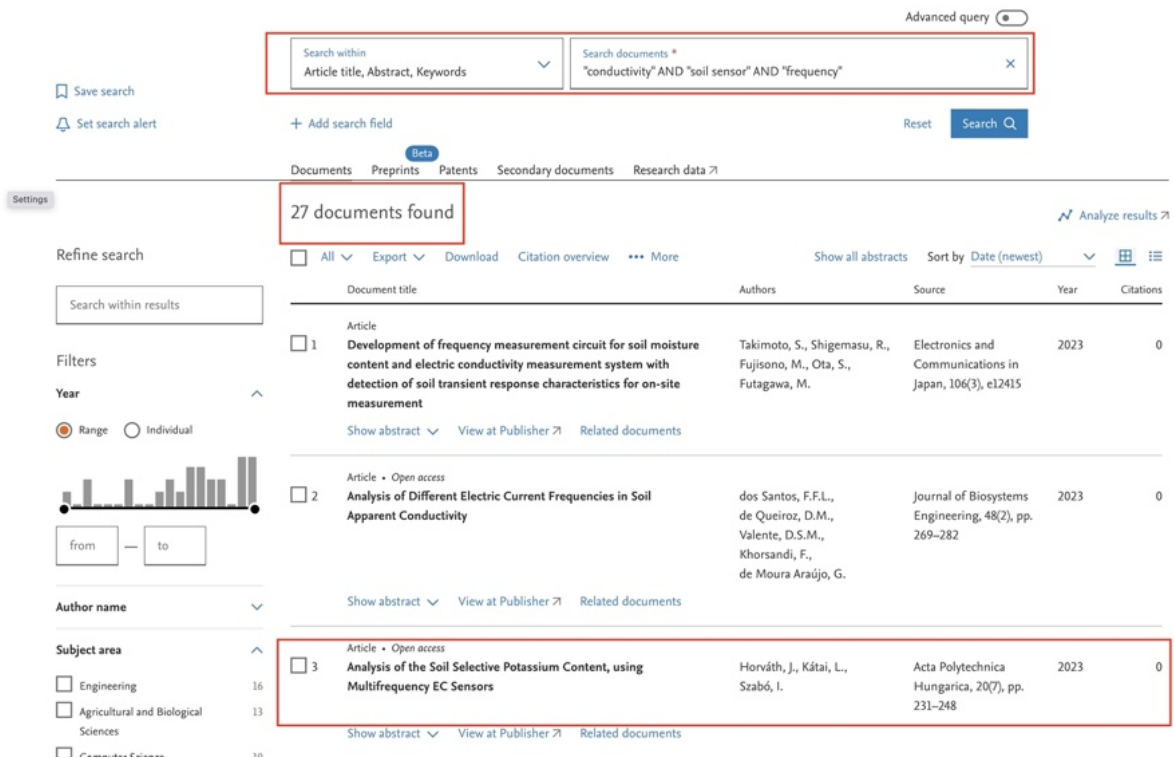 Advanced query
Search within
Article title, Abstract, Keywords
Search documents *
"conductivity" AND "soil sensor" AND "frequency"
Save search
Set search alert
+ Add search field
Reset
Search
Beta
Documents Preprints Patents Secondary documents Research data
Settings
27 documents found
Analyze results
Refine search
All Export Download Citation overview ••• More
Show all abstracts Sort by Date (newest)
Search within results
Document title Authors Source Year Citations
Filters
Year
Range Individual
from — to
Author name
Subject area
Engineering 16
Agricultural and Biological 13
Sciences
Computer Science 10
Article
1 Development of frequency measurement circuit for soil moisture
content and electric conductivity measurement system with
detection of soil transient response characteristics for on-site
measurement
Takimoto, S., Shigemasu, R.,
Fujisono, M., Ota, S.,
Futagawa, M.
Electronics and
Communications in
Japan, 106(3), e12415
2023 0
Show abstract View at Publisher Related documents
Article • Open access
2 Analysis of Different Electric Current Frequencies in Soil
Apparent Conductivity
dos Santos, F.F.L.,
de Queiroz, D.M.,
Valente, D.S.M.,
Khorsandi, F.,
de Moura Araújo, G.
Journal of Biosystems
Engineering, 48(2), pp.
269–282
2023 0
Show abstract View at Publisher Related documents
Article • Open access
3 Analysis of the Soil Selective Potassium Content, using
Multifrequency EC Sensors
Horváth, J., Kátai, L.,
Szabó, I.
Acta Polytechnica
Hungarica, 20(7), pp.
231–248
2023 0
Show abstract View at Publisher Related documents